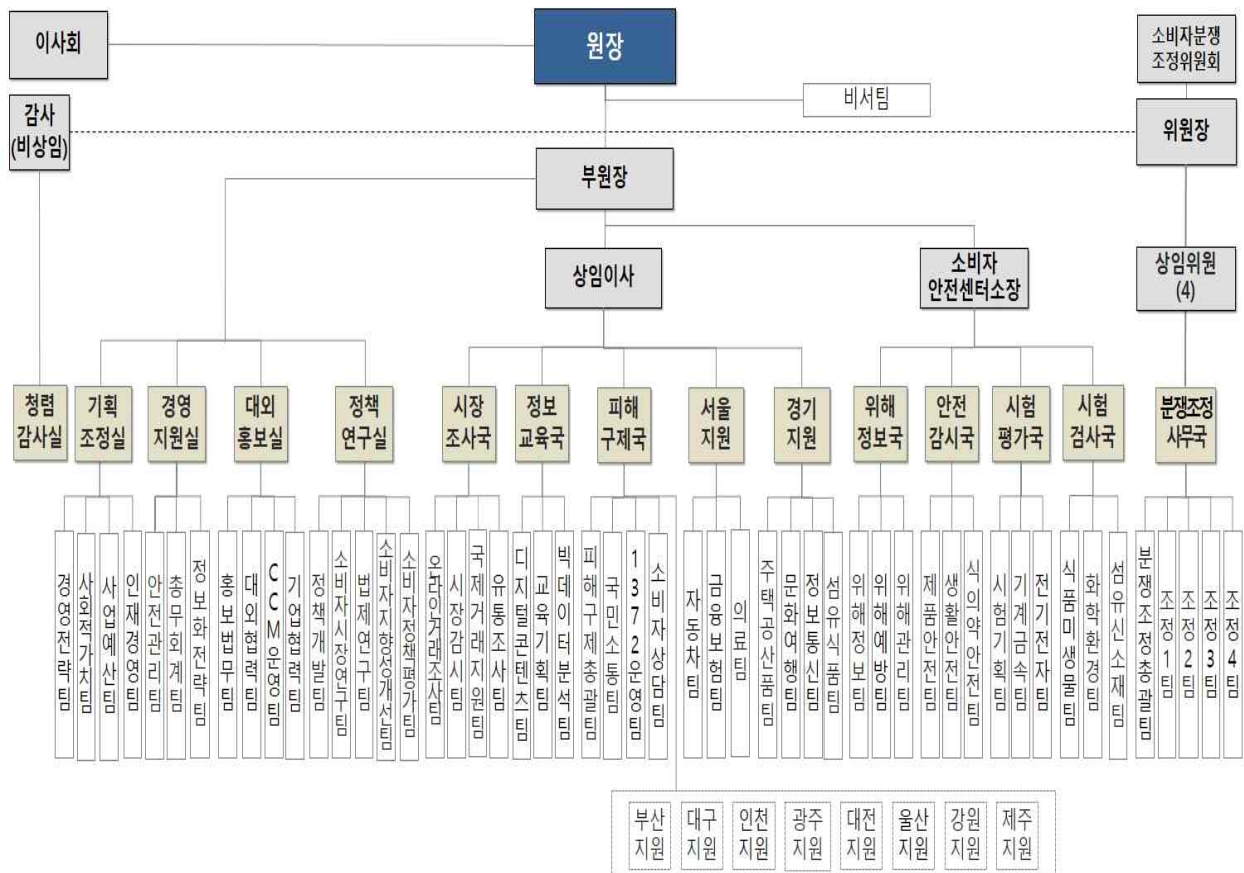 이사회
원장
소비자분쟁
조정위원회
비서팀
감사
(비상임)
위원장
부원장
상임이사
소비자
안전센터소장
상임위원
(4)
청렴
감사실
기획
조정실
경영
지원실
대외
홍보실
정책
연구실
시장
조사국
정보
교육국
피해
구제국
서울
지원
경기
지원
위해
정보국
안전
감시국
시험
평가국
시험
검사국
분쟁조정
사무국
경영전략팀
사회적가치팀
사업예산팀
인재경영팀
안전관리팀
총무회계팀
정보화전략팀
홍보법무팀
대외협력팀
CCM운영팀
기업협력팀
정책개발팀
소비자시장연구팀
법제연구팀
소비자지향성개선팀
소비자정책평가팀
온라인거래조사팀
시장감시팀
국제거래지원팀
유통조사팀
디지털콘텐츠팀
교육기획팀
빅데이터분석팀
피해구제총괄팀
국민소통팀
1372운영팀
소비자상담팀
자동차팀
금융보험팀
의료팀
주택공산품팀
문화여행팀
정보통신팀
섬유식품팀
위해정보팀
위해예방팀
위해관리팀
제품안전팀
생활안전팀
식의약안전팀
시험기획팀
기계금속팀
전기전자팀
식품미생물팀
화학환경팀
섬유신소재팀
분쟁조정총괄팀
조정1팀
조정2팀
조정3팀
조정4팀
부산
지원
대구
지원
인천
지원
광주
지원
대전
지원
울산
지원
강원
지원
제주
지원